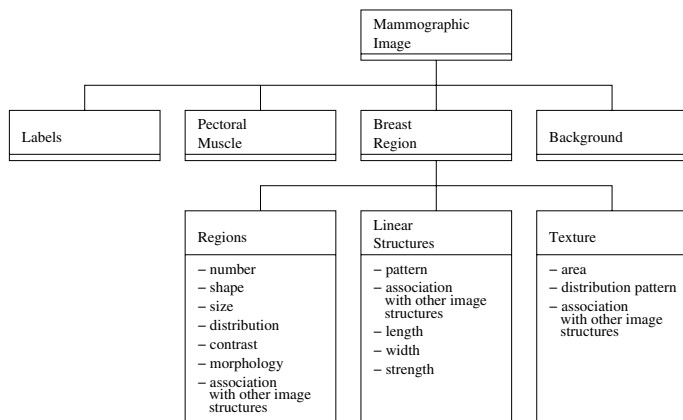 Mammographic
Image
Labels
Pectoral
Muscle
Breast
Region
Background
Regions
– number
– shape
– size
– distribution
– contrast
– morphology
– association
with other image
structures
Linear
Structures
– pattern
– association
with other image
structures
– length
– width
– strength
Texture
– area
– distribution pattern
– association
with other image
structures